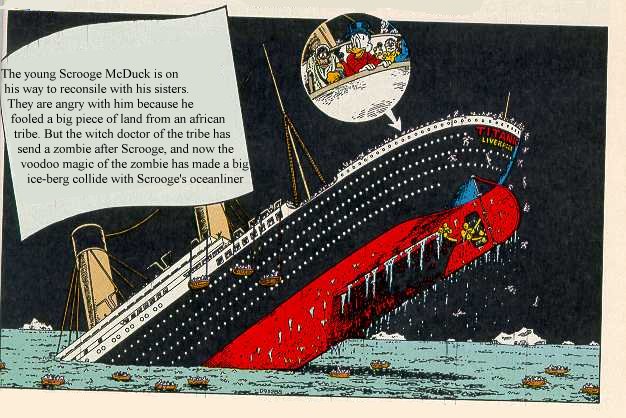 The young Scrooge McDuck is on
his way to reconsile with his sisters.
They are angry with him because he
fooled a big piece of land from an african
tribe. But the witch doctor of the tribe has
send a zombie after Scrooge, and now the
voodoo magic of the zombie has made a big
ice-berg collide with Scrooge's oceanliner
TITANIC
LIVERPOOL